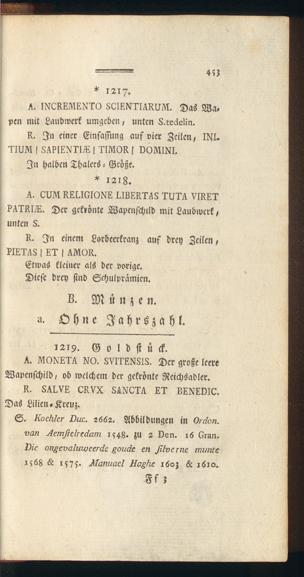 453
* 1217.
A. INCREMENTO SCIENTIARUM. Das Wa-
pen mit Laubwerk umgeben, unten S. vedelin.
R. In einer Einfassung auf vier Zeilen, INI-
TIUM | SAPIENTIÆ | TIMOR | DOMINI.
In halben Thalers-Größe.
* 1218.
A. CUM RELIGIONE LIBERTAS TUTA VIRET
PATRIÆ. Der gekrönte Wapenschild mit Laubwerk,
unten S.
R. In einem Lorbeerkranz auf drey Zeilen,
PIETAS | ET | AMOR.
Etwas kleiner als der vorige.
Diese drey sind Schulprämien.
B. Münzen.
a. Ohne Jahrszahl.
1219. Goldstück.
A. MONETA NO. SVITENSIS. Der große leere
Wapenschild, ob welchem der gekrönte Reichsadler.
R. SALVE CRVX SANCTA ET BENEDIC.
Das Lilien-Kreuz.
S. Koehler Duc. 2662. Abbildungen in Ordon.
van Aemstelredam 1548. zu 2 Den. 16 Gran.
Die ongevaluweerde goude en silverne munte
1568 & 1575. Manuael Haghe 1603 & 1610.
Ff 3